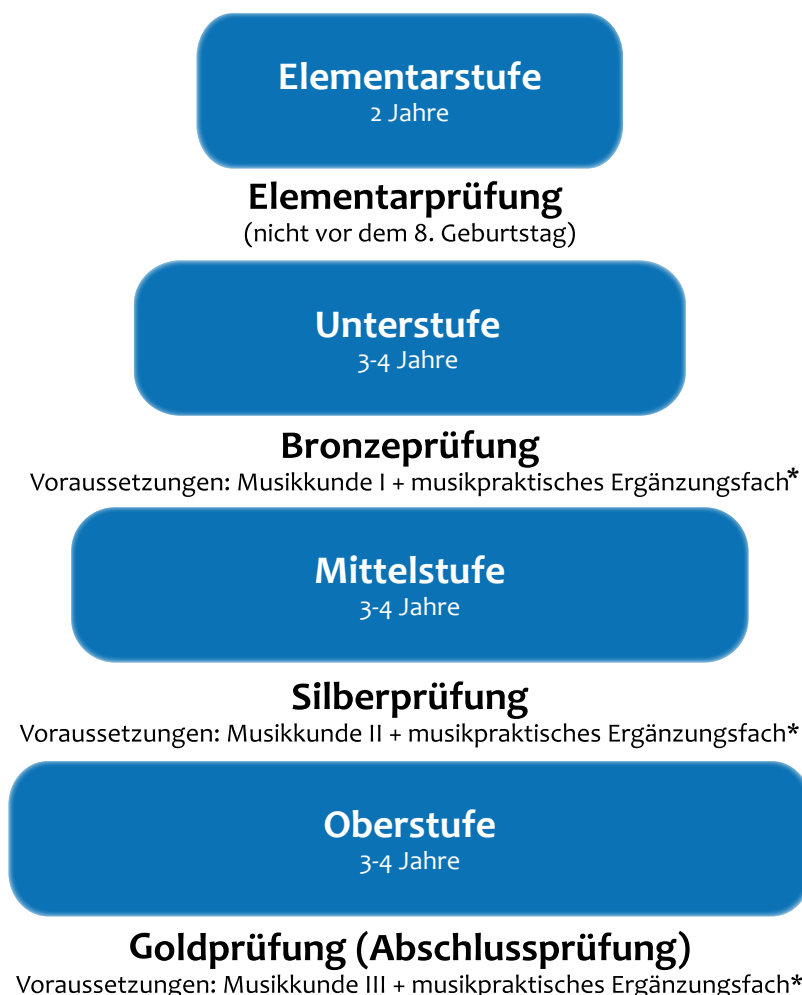 Elementarstufe
2 Jahre
Elementarprüfung
(nicht vor dem 8. Geburtstag)
Unterstufe
3-4 Jahre
Bronzeprüfung
Voraussetzungen: Musikkunde I + musikpraktisches Ergänzungsfach*
Mittelstufe
3-4 Jahre
Silberprüfung
Voraussetzungen: Musikkunde II + musikpraktisches Ergänzungsfach*
Oberstufe
3-4 Jahre
Goldprüfung (Abschlussprüfung)
Voraussetzungen: Musikkunde III + musikpraktisches Ergänzungsfach*